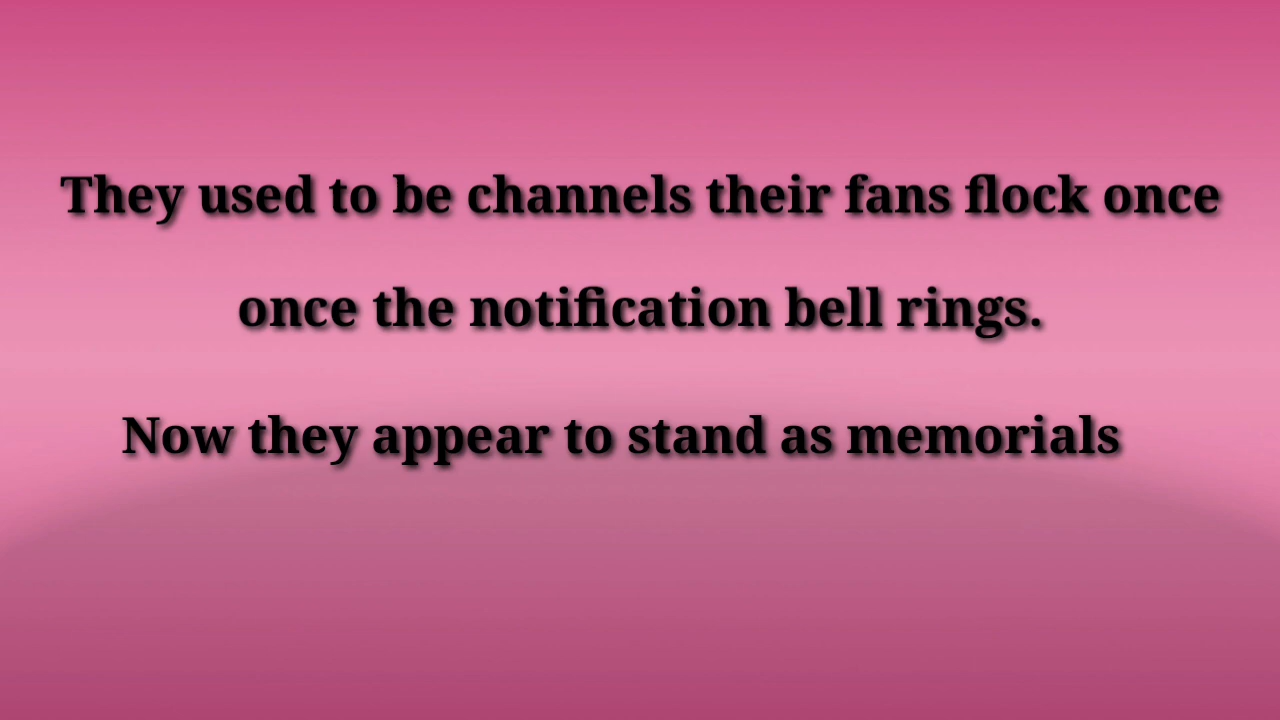 They used to be channels their fans flock once
once the notification bell rings.
Now they appear to stand as memorials